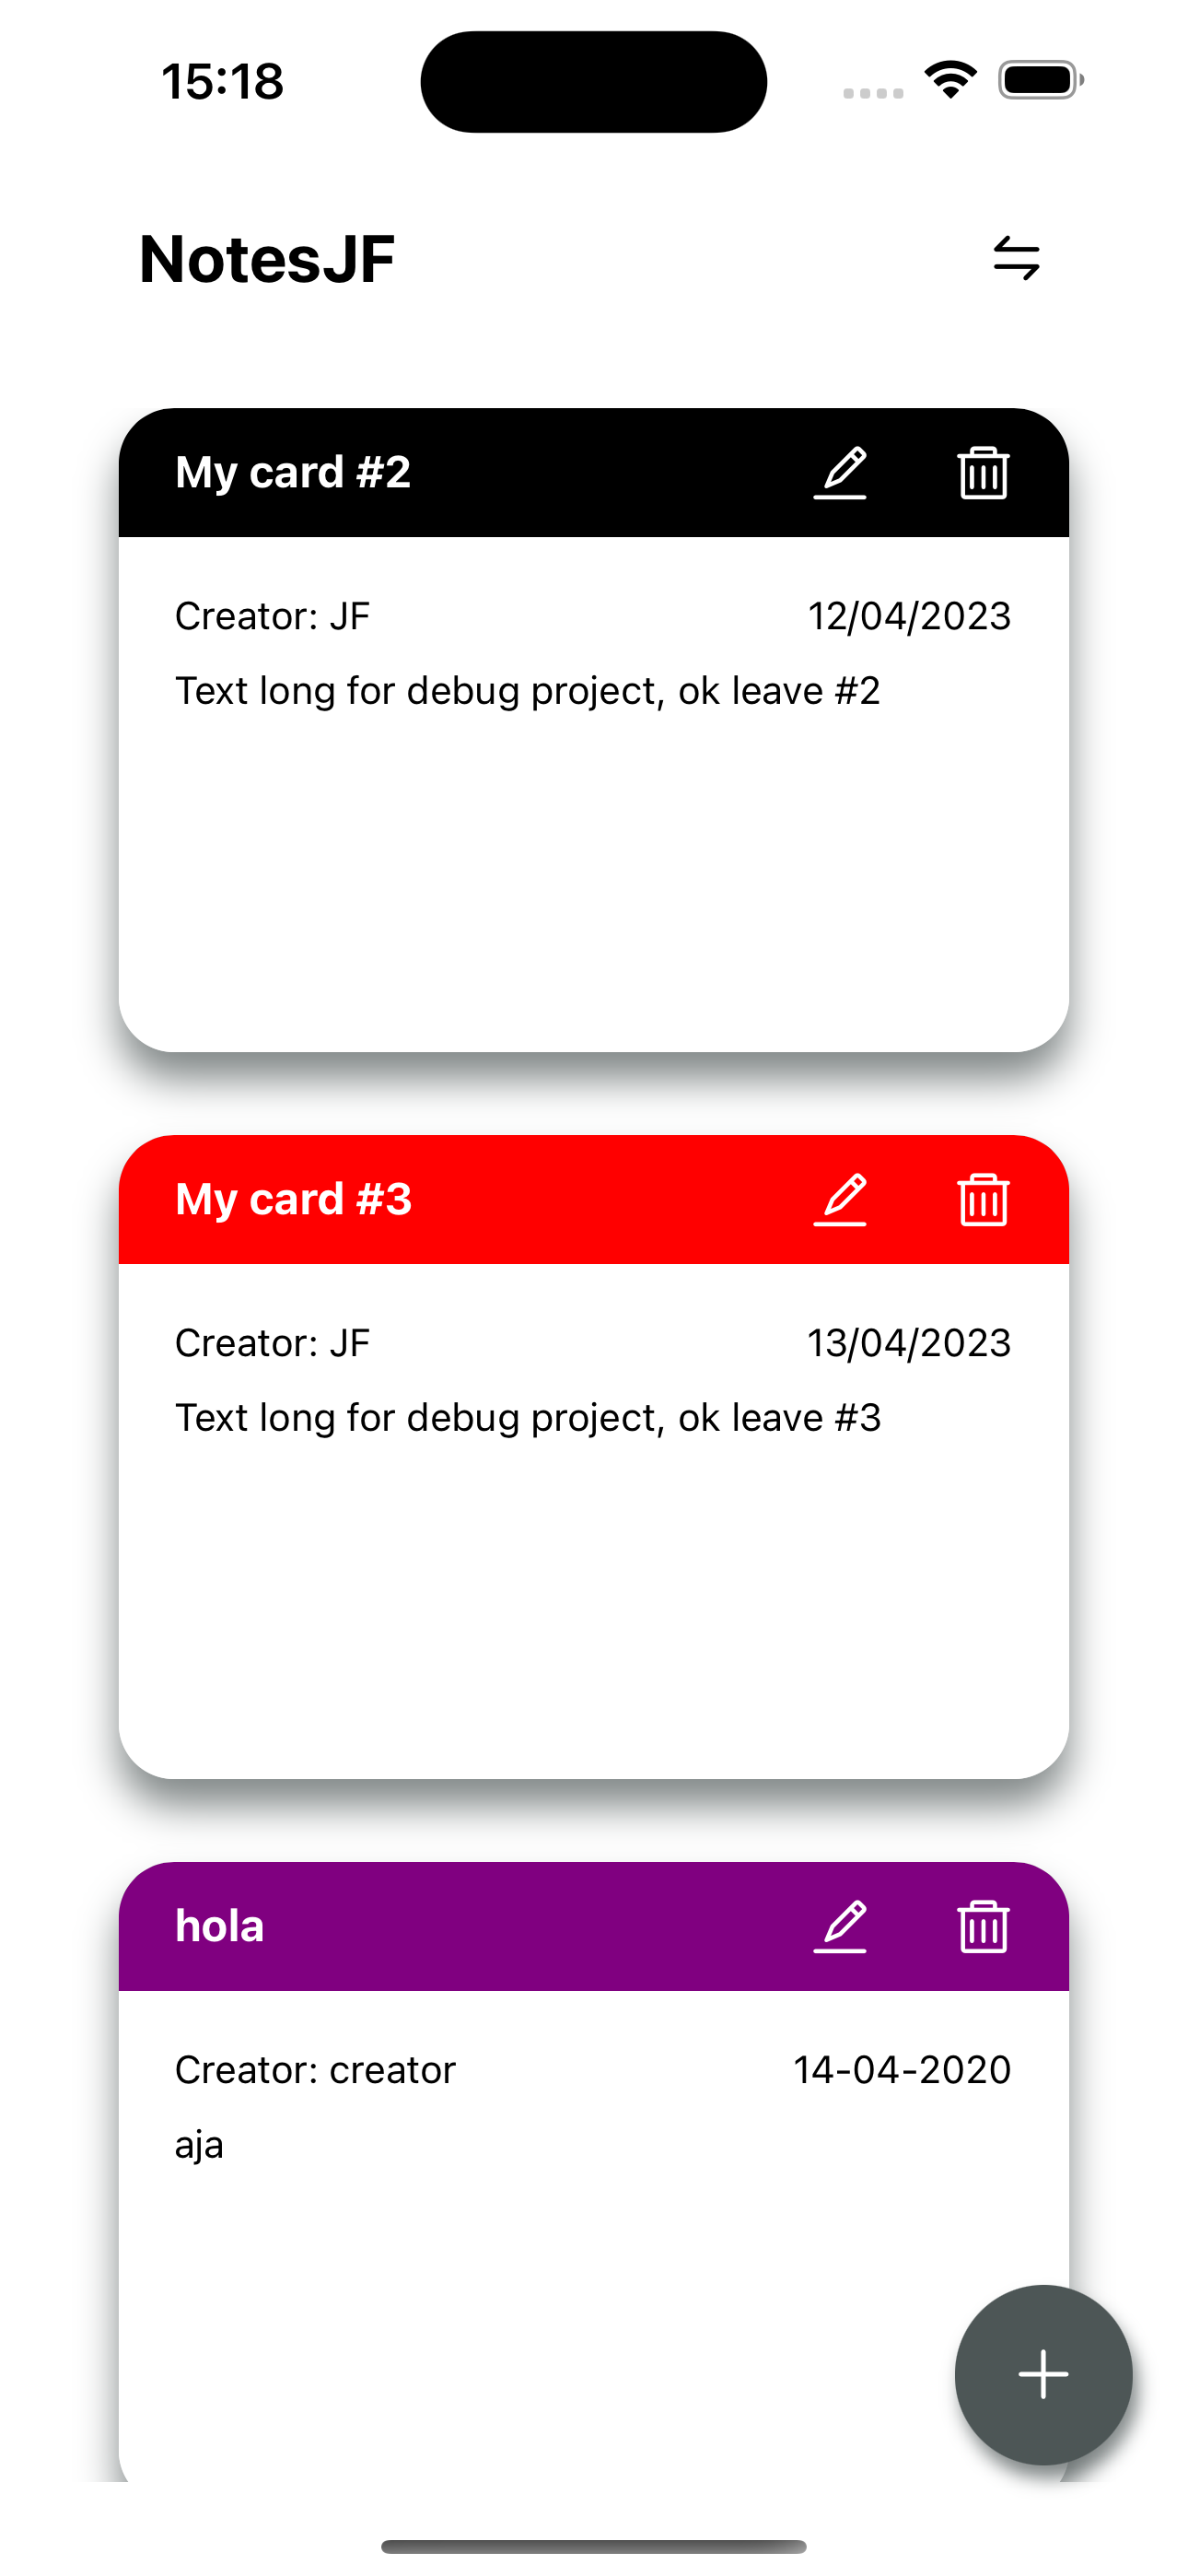 15:18
NotesJF
My card #2
Creator: JF 12/04/2023
Text long for debug project, ok leave #2
My card #3
Creator: JF 13/04/2023
Text long for debug project, ok leave #3
hola
Creator: creator 14-04-2020
aja